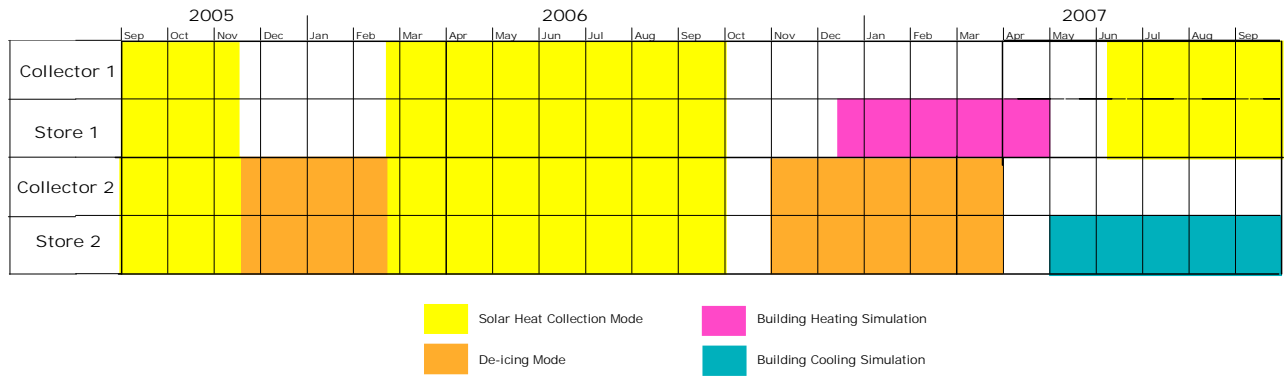 2005 2006 2007
Sep Oct Nov Dec Jan Feb Mar Apr May Jun Jul Aug Sep Oct Nov Dec Jan Feb Mar Apr May Jun Jul Aug Sep
Collector 1
Store 1
Collector 2
Store 2
Solar Heat Collection Mode Building Heating Simulation
De-icing Mode Building Cooling Simulation